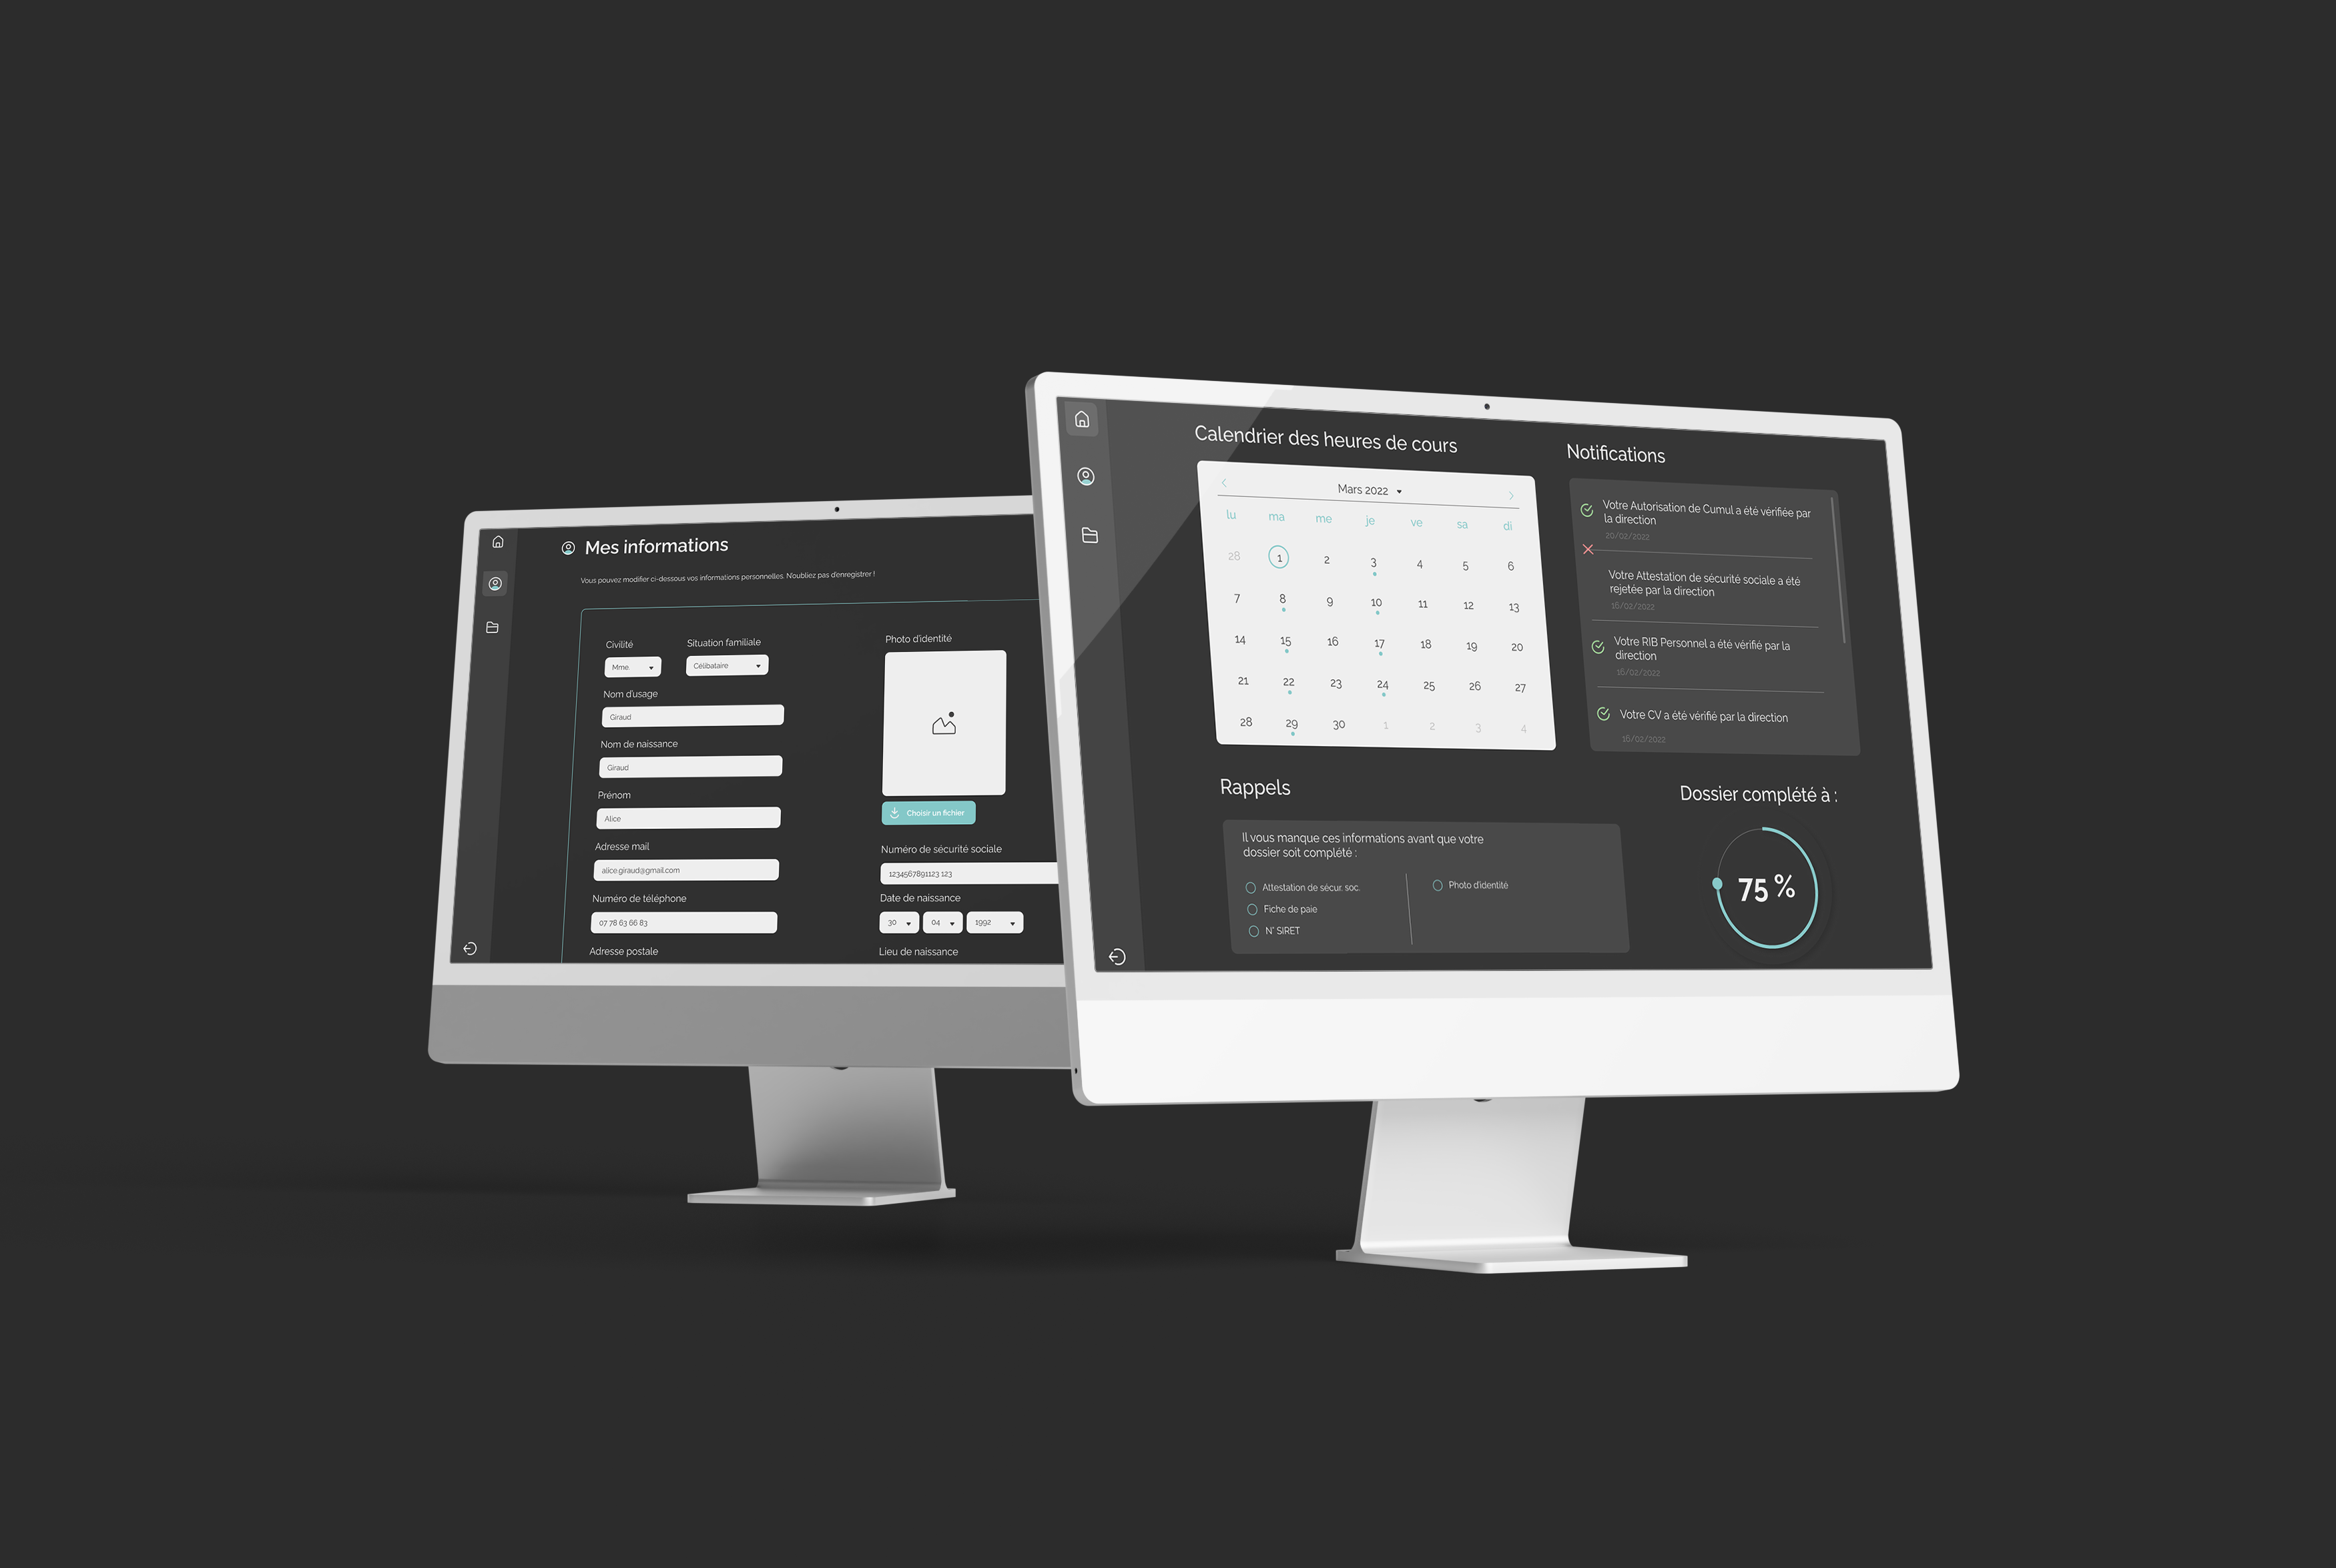 Mes informations
Vous pouvez modifier ci-dessous vos informations personnelles. N'oubliez pas d'enregistrer !
Civilité
Situation familiale
Mme.
Célibataire
Nom d'usage
Giraud
Nom de naissance
Giraud
Prénom
Alice
Adresse mail
alice.giraud@gmail.com
Numéro de téléphone
07 78 63 66 83
Adresse postale
Photo d'identité
Choisir un fichier
Numéro de sécurité sociale
1234567891123 123
Date de naissance
30 04 1992
Lieu de naissance
Calendrier des heures de cours
Mars 2022
lu ma me je ve sa di
28 1 2 3 4 5 6
7 8 9 10 11 12 13
14 15 16 17 18 19 20
21 22 23 24 25 26 27
28 29 30 1 2 3 4
Notifications
Votre Autorisation de Cumul a été vérifiée par
la direction
20/02/2022
Votre Attestation de sécurité sociale a été
rejetée par la direction
16/02/2022
Votre RIB Personnel a été vérifié par la
direction
16/02/2022
Votre CV a été vérifié par la direction
16/02/2022
Rappels
Il vous manque ces informations avant que votre
dossier soit complété :
Attestation de sécur. soc.
Fiche de paie
N° SIRET
Photo d'identité
Dossier complété à :
75 %